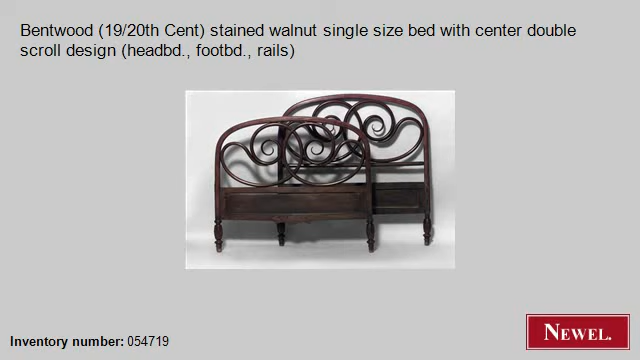 Bentwood (19/20th Cent) stained walnut single size bed with center double
scroll design (headbd., footbd., rails)
Inventory number: 054719
NEWEL.